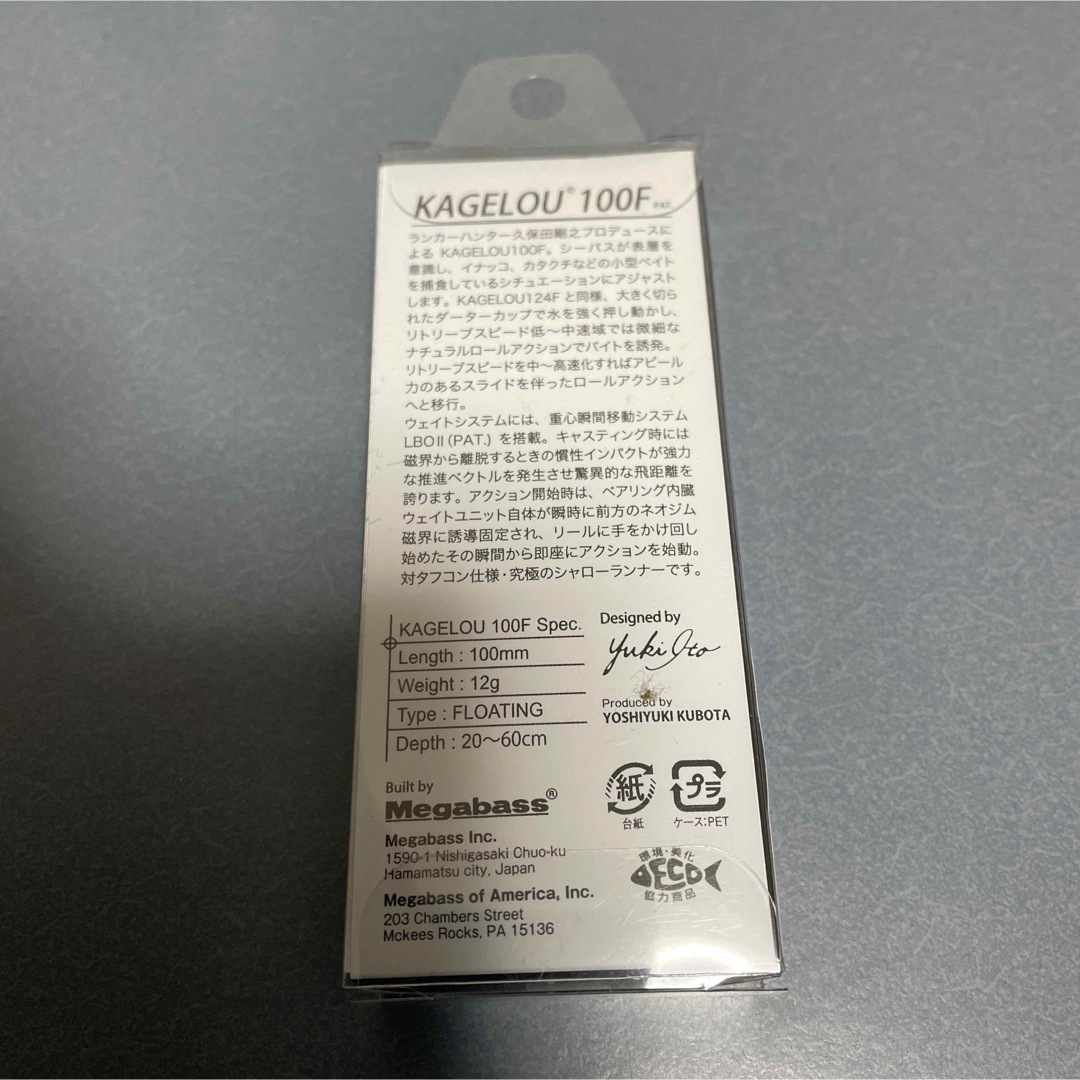 KAGELOU® 100F PAT.
ランカーハンター久保田剛之プロデュースに
よる KAGELOU100F。シーバスが表層を
意識し、イナッコ、カタクチなどの小型ベイト
を捕食しているシチュエーションにアジャスト
します。KAGELOU124F と同様、大きく切ら
れたダーターカップで水を強く押し動かし、
リトリーブスピード低〜中速域では微細な
ナチュラルロールアクションでバイトを誘発。
リトリーブスピードを中〜高速化すればアピール
力のあるスライドを伴ったロールアクション
へと移行。
ウェイトシステムには、重心瞬間移動システム
LBOⅡ(PAT.) を搭載。キャスティング時には
磁界から離脱するときの慣性インパクトが強力
な推進ベクトルを発生させ驚異的な飛距離を
誇ります。アクション開始時は、ベアリング内臓
ウェイトユニット自体が瞬時に前方のネオジム
磁界に誘導固定され、リールに手をかけ回し
始めたその瞬間から即座にアクションを始動。
対タフコン仕様・究極のシャローランナーです。
KAGELOU 100F Spec.
Length : 100mm
Weight : 12g
Type : FLOATING
Depth : 20〜60cm
Designed by
Yuki Ito
Produced by
YOSHIYUKI KUBOTA
Built by
Megabass®
Megabass Inc.
1590-1 Nishigasaki Chuo-ku
Hamamatsu city, Japan
Megabass of America, Inc.
203 Chambers Street
Mckees Rocks, PA 15136
紙
台紙
プラ
ケース:PET
環境・美化
ECO
協力商品